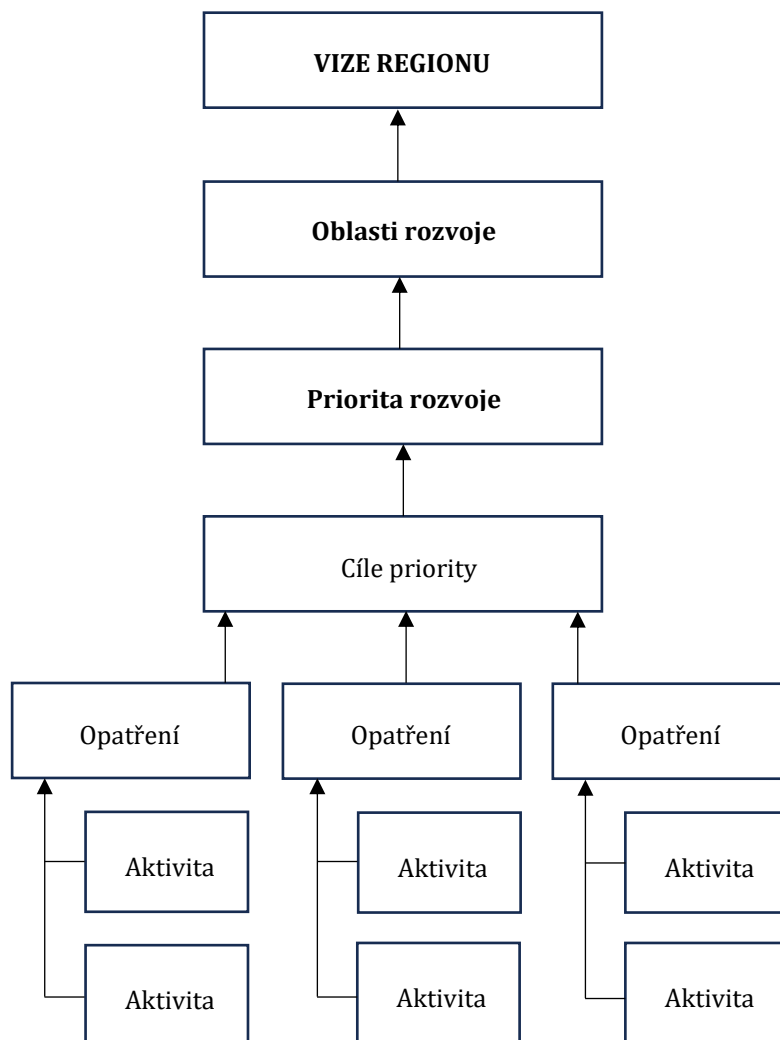 VIZE REGIONU
Oblasti rozvoje
Priorita rozvoje
Cíle priority
Opatření
Opatření
Opatření
Aktivita
Aktivita
Aktivita
Aktivita
Aktivita
Aktivita